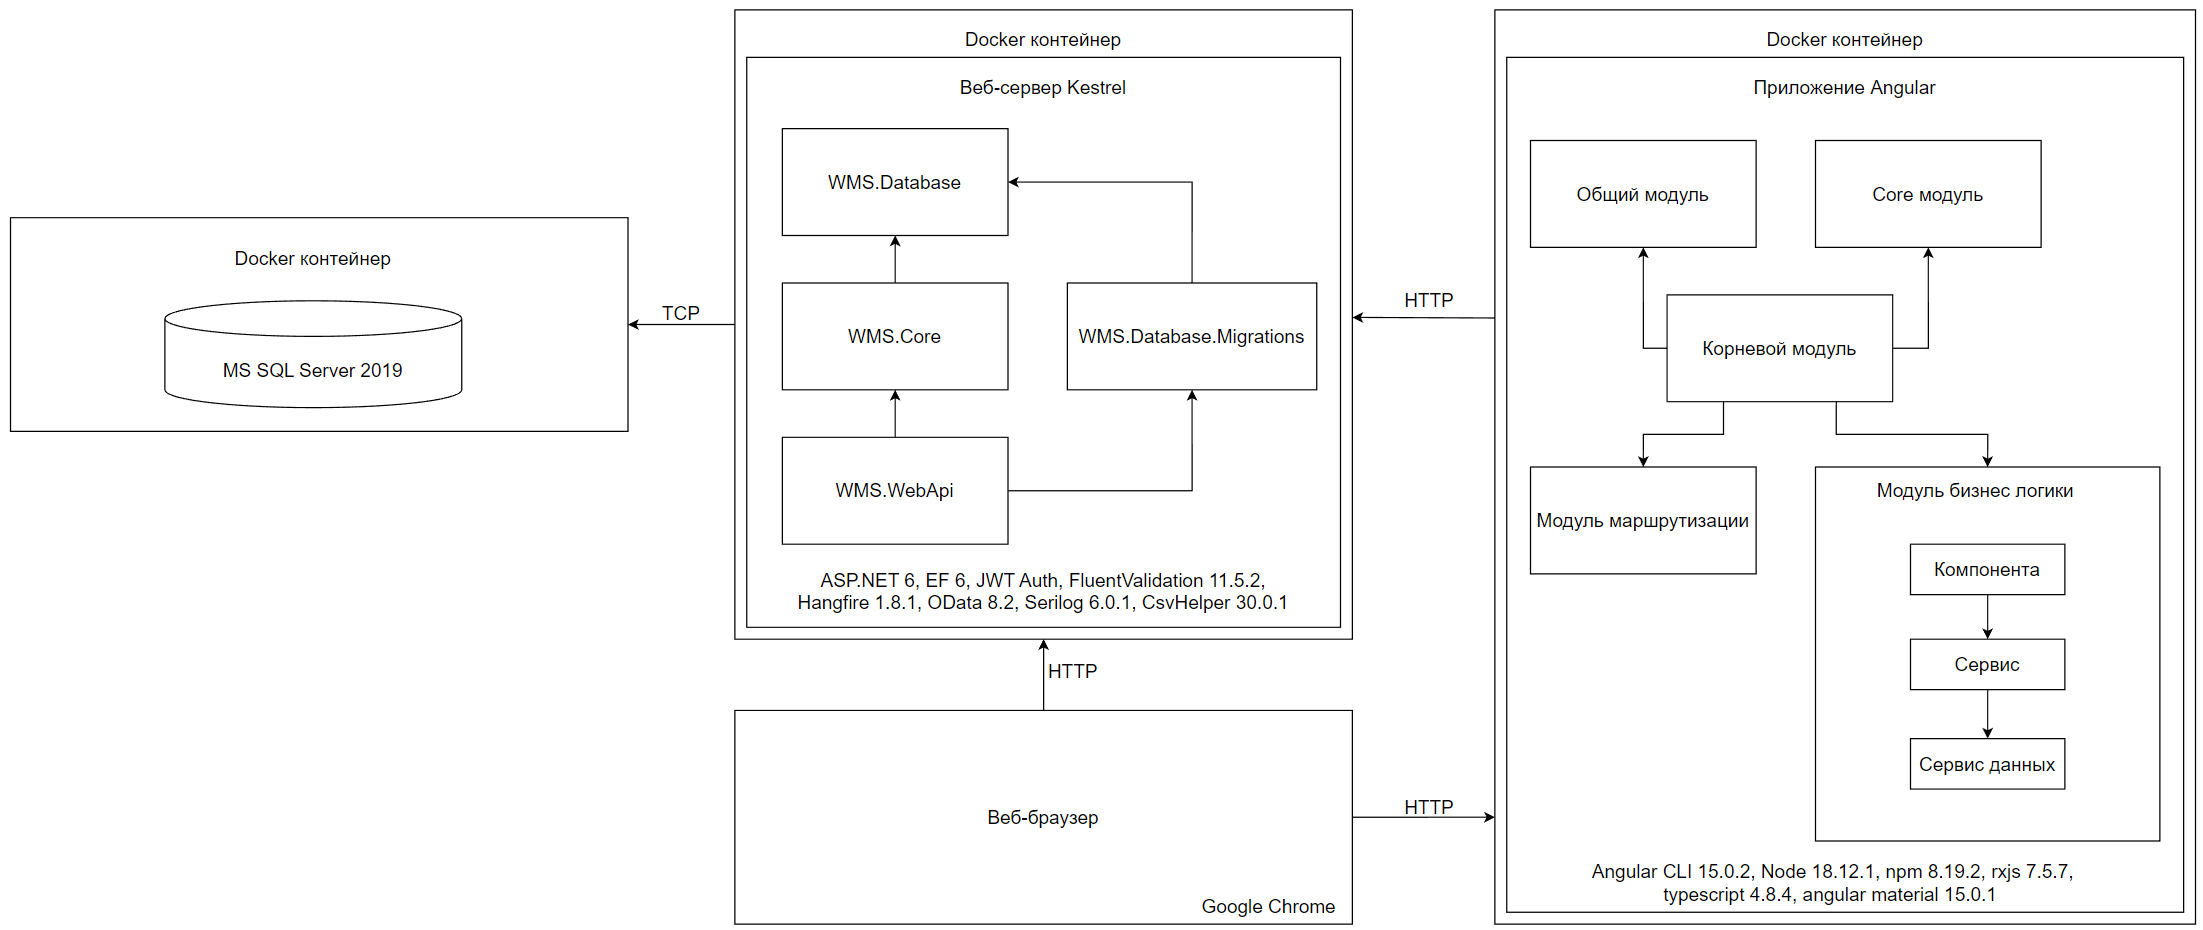 Docker контейнер
MS SQL Server 2019
TCP
Docker контейнер
Веб-сервер Kestrel
WMS.Database
WMS.Core
WMS.Database.Migrations
WMS.WebApi
ASP.NET 6, EF 6, JWT Auth, FluentValidation 11.5.2,
Hangfire 1.8.1, OData 8.2, Serilog 6.0.1, CsvHelper 30.0.1
HTTP
Веб-браузер
Google Chrome
HTTP
HTTP
Docker контейнер
Приложение Angular
Общий модуль
Core модуль
Корневой модуль
Модуль маршрутизации
Модуль бизнес логики
Компонента
Сервис
Сервис данных
Angular CLI 15.0.2, Node 18.12.1, npm 8.19.2, rxjs 7.5.7,
typescript 4.8.4, angular material 15.0.1